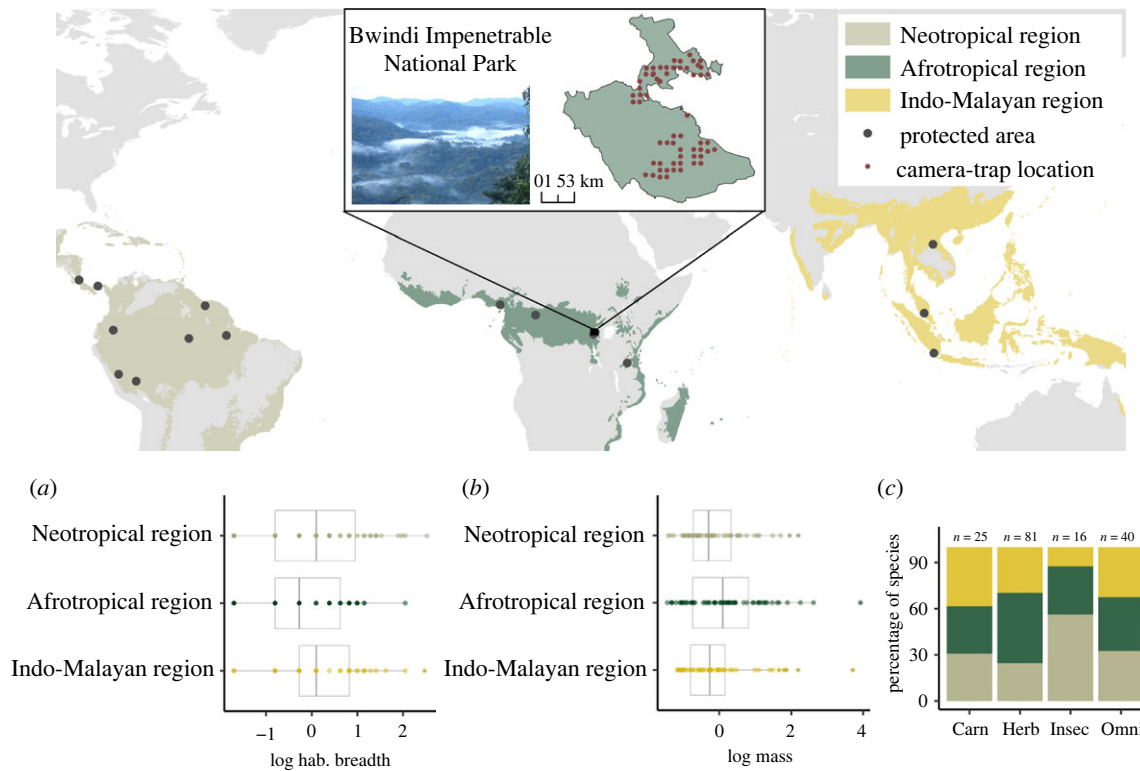 Bwindi Impenetrable
National Park
01 53 km
Neotropical region
Afrotropical region
Indo-Malayan region
protected area
camera-trap location
(a)
Neotropical region
Afrotropical region
Indo-Malayan region
−1 0 1 2
log hab. breadth
(b)
Neotropical region
Afrotropical region
Indo-Malayan region
0 4
log mass
(c)
n = 25 n = 81 n = 16 n = 40
percentage of species
90
60
30
0
Carn Herb Insec Omni